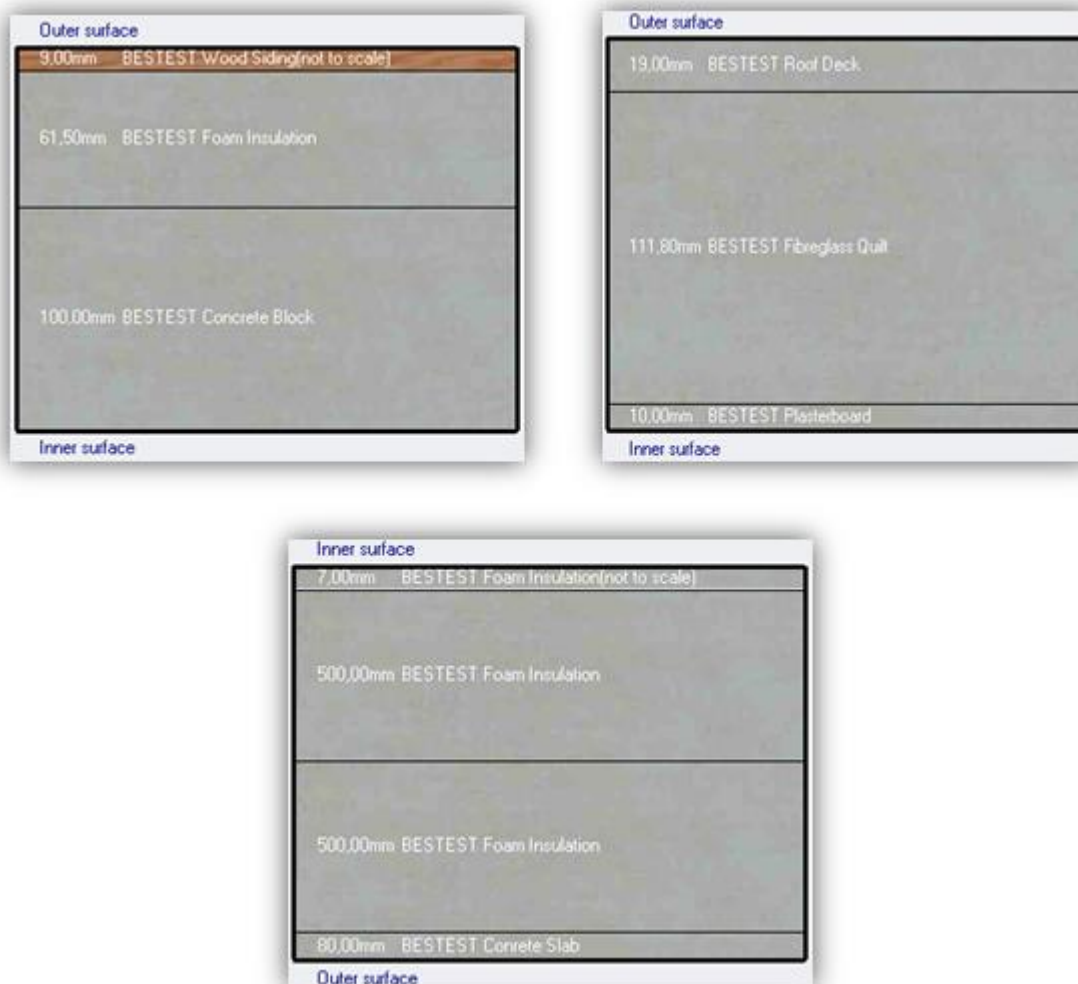 Outer surface
9,00mm BESTEST Wood Siding(not to scale)
61,50mm BESTEST Foam Insulation
100,00mm BESTEST Concrete Block
Inner surface
Outer surface
19,00mm BESTEST Roof Deck
111,80mm BESTEST Fibreglass Quilt
10,00mm BESTEST Plasterboard
Inner surface
Inner surface
7,00mm BESTEST Foam Insulation(not to scale)
500,00mm BESTEST Foam Insulation
500,00mm BESTEST Foam Insulation
80,00mm BESTEST Conrete Slab
Outer surface